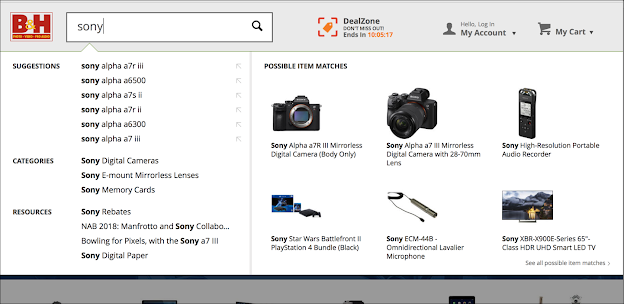 B&H
PHOTO · VIDEO · PRO AUDIO
sony
DealZone
DON'T MISS OUT!
Ends In 10:05:17
Hello, Log In
My Account
My Cart
SUGGESTIONS
sony alpha a7r iii
sony alpha a6500
sony alpha a7s ii
sony alpha a7r ii
sony alpha a6300
sony alpha a7 iii
CATEGORIES
Sony Digital Cameras
Sony E-mount Mirrorless Lenses
Sony Memory Cards
RESOURCES
Sony Rebates
NAB 2018: Manfrotto and Sony Collabo...
Bowling for Pixels, with the Sony a7 III
Sony Digital Paper
POSSIBLE ITEM MATCHES
Sony Alpha a7R III Mirrorless
Digital Camera (Body Only)
Sony Alpha a7 III Mirrorless
Digital Camera with 28-70mm
Lens
Sony High-Resolution Portable
Audio Recorder
Sony Star Wars Battlefront II
PlayStation 4 Bundle (Black)
Sony ECM-44B -
Omnidirectional Lavalier
Microphone
Sony XBR-X900E-Series 65"-
Class HDR UHD Smart LED TV
See all possible item matches